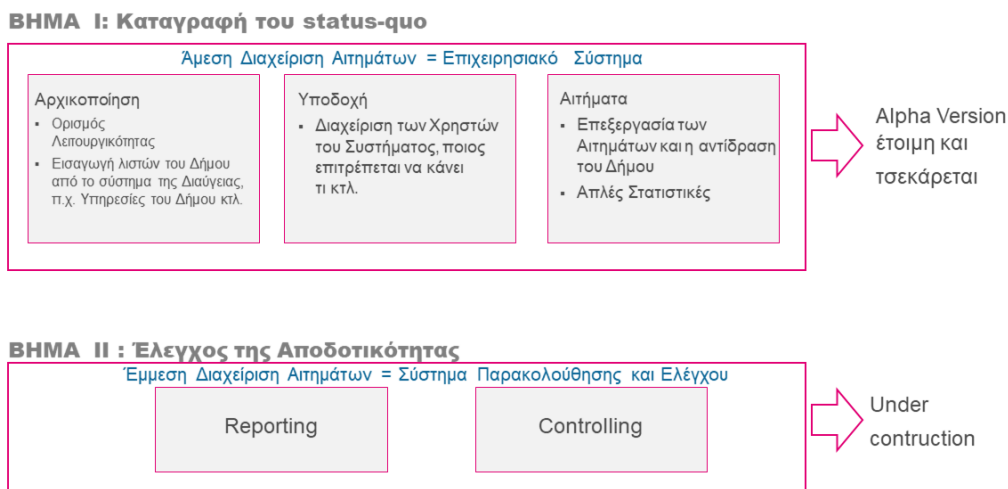 ΒΗΜΑ Ι: Καταγραφή του status-quo
Άμεση Διαχείριση Αιτημάτων = Επιχειρησιακό Σύστημα
Αρχικοποίηση
▪ Ορισμός
Λειτουργικότητας
▪ Εισαγωγή λιστών του Δήμου
από το σύστημα της Διαύγειας,
π.χ. Υπηρεσίες του Δήμου κτλ.
Υποδοχή
▪ Διαχείριση των Χρηστών
του Συστήματος, ποιος
επιτρέπεται να κάνει
τι κτλ.
Αιτήματα
▪ Επεξεργασία των
Αιτημάτων και η αντίδραση
του Δήμου
▪ Απλές Στατιστικές
Alpha Version
έτοιμη και
τσεκάρεται
ΒΗΜΑ ΙΙ : Έλεγχος της Αποδοτικότητας
Έμμεση Διαχείριση Αιτημάτων = Σύστημα Παρακολούθησης και Ελέγχου
Reporting
Controlling
Under
contruction